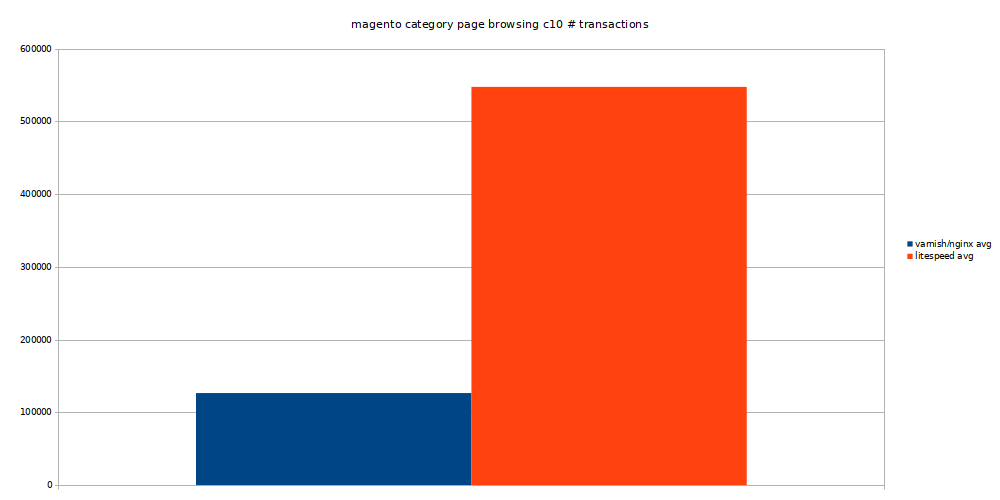 magento category page browsing c10 # transactions
600000
500000
400000
300000
200000
100000
0
varnish/nginx avg
litespeed avg